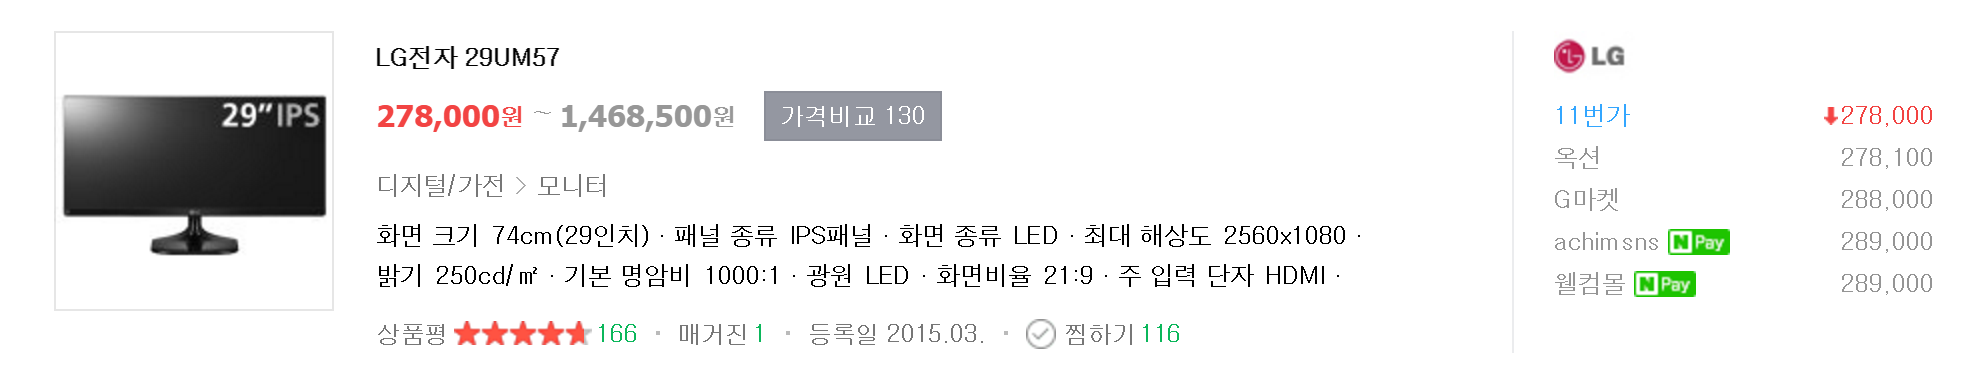 29″IPS
LG전자 29UM57
278,000원 ~ 1,468,500원 가격비교 130
디지털/가전 > 모니터
화면 크기 74cm(29인치) · 패널 종류 IPS패널 · 화면 종류 LED · 최대 해상도 2560x1080 ·
밝기 250cd/㎡ · 기본 명암비 1000:1 · 광원 LED · 화면비율 21:9 · 주 입력 단자 HDMI ·
상품평 166 · 매거진 1 · 등록일 2015.03. · 찜하기 116
LG
11번가 278,000
옥션 278,100
G마켓 288,000
achimsns N Pay 289,000
웰컴몰 N Pay 289,000